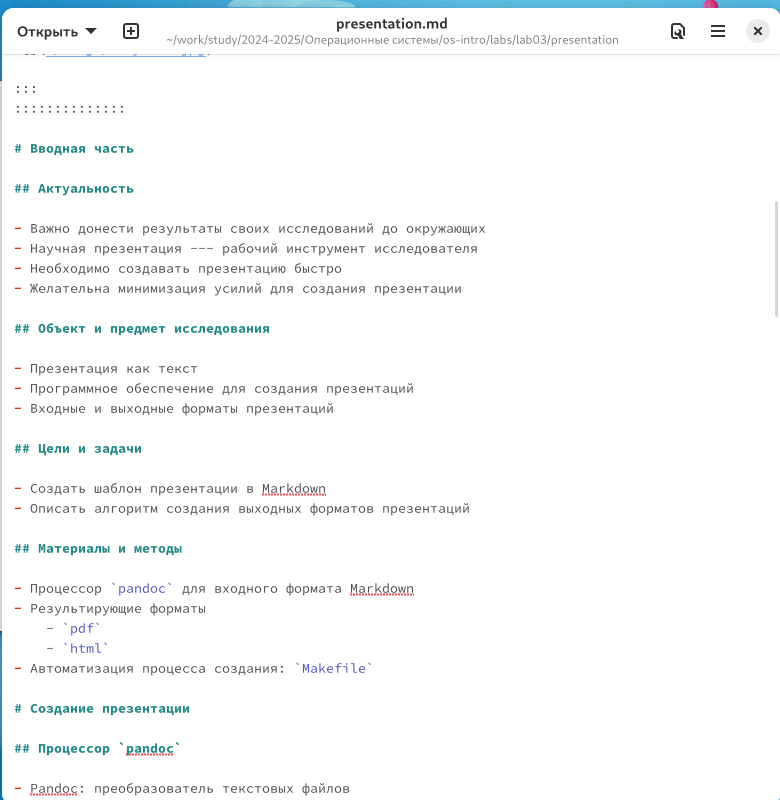 Открыть
presentation.md
~/work/study/2024-2025/Операционные системы/os-intro/labs/lab03/presentation
:::
::::::::::::::
# Вводная часть
## Актуальность
- Важно донести результаты своих исследований до окружающих
- Научная презентация --- рабочий инструмент исследователя
- Необходимо создавать презентацию быстро
- Желательна минимизация усилий для создания презентации
## Объект и предмет исследования
- Презентация как текст
- Программное обеспечение для создания презентаций
- Входные и выходные форматы презентаций
## Цели и задачи
- Создать шаблон презентации в Markdown
- Описать алгоритм создания выходных форматов презентаций
## Материалы и методы
- Процессор `pandoc` для входного формата Markdown
- Результирующие форматы
    - `pdf`
    - `html`
- Автоматизация процесса создания: `Makefile`
# Создание презентации
## Процессор `pandoc`
- Pandoc: преобразователь текстовых файлов